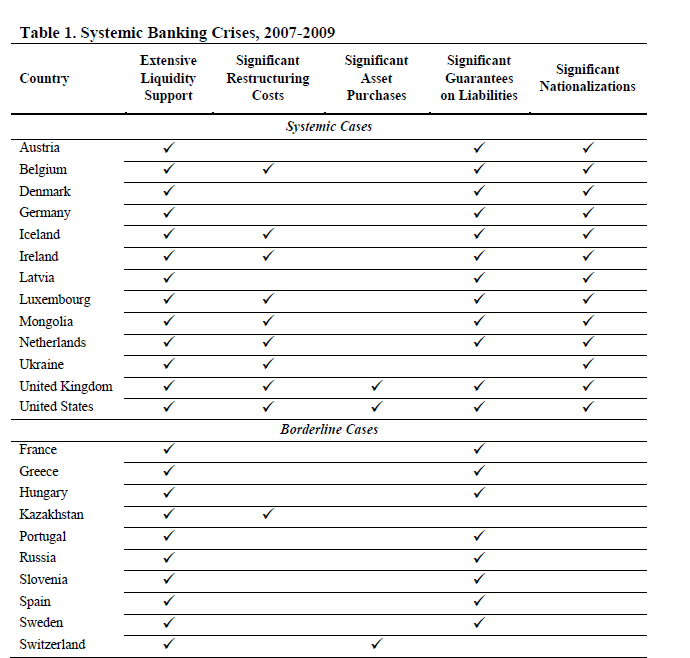 Table 1. Systemic Banking Crises, 2007-2009
Country Extensive Liquidity Support Significant Restructuring Costs Significant Asset Purchases Significant Guarantees on Liabilities Significant Nationalizations
Systemic Cases
Austria ✓ ✓ ✓
Belgium ✓ ✓ ✓ ✓
Denmark ✓ ✓ ✓
Germany ✓ ✓ ✓
Iceland ✓ ✓ ✓ ✓
Ireland ✓ ✓ ✓ ✓
Latvia ✓ ✓ ✓
Luxembourg ✓ ✓ ✓ ✓
Mongolia ✓ ✓ ✓ ✓
Netherlands ✓ ✓ ✓ ✓
Ukraine ✓ ✓ ✓
United Kingdom ✓ ✓ ✓ ✓ ✓
United States ✓ ✓ ✓ ✓ ✓
Borderline Cases
France ✓ ✓
Greece ✓ ✓
Hungary ✓ ✓
Kazakhstan ✓ ✓
Portugal ✓ ✓
Russia ✓ ✓
Slovenia ✓ ✓
Spain ✓ ✓
Sweden ✓ ✓
Switzerland ✓ ✓